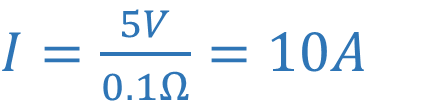 I = 5V / 0.1Ω = 10A